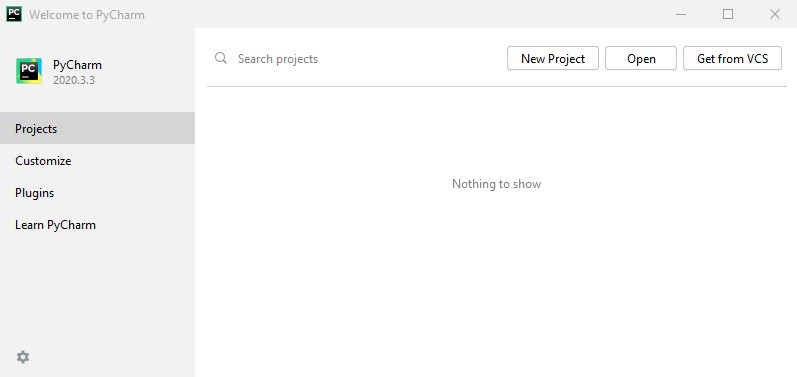 PC Welcome to PyCharm
PC PyCharm
2020.3.3
Projects
Customize
Plugins
Learn PyCharm
Search projects
New Project
Open
Get from VCS
Nothing to show